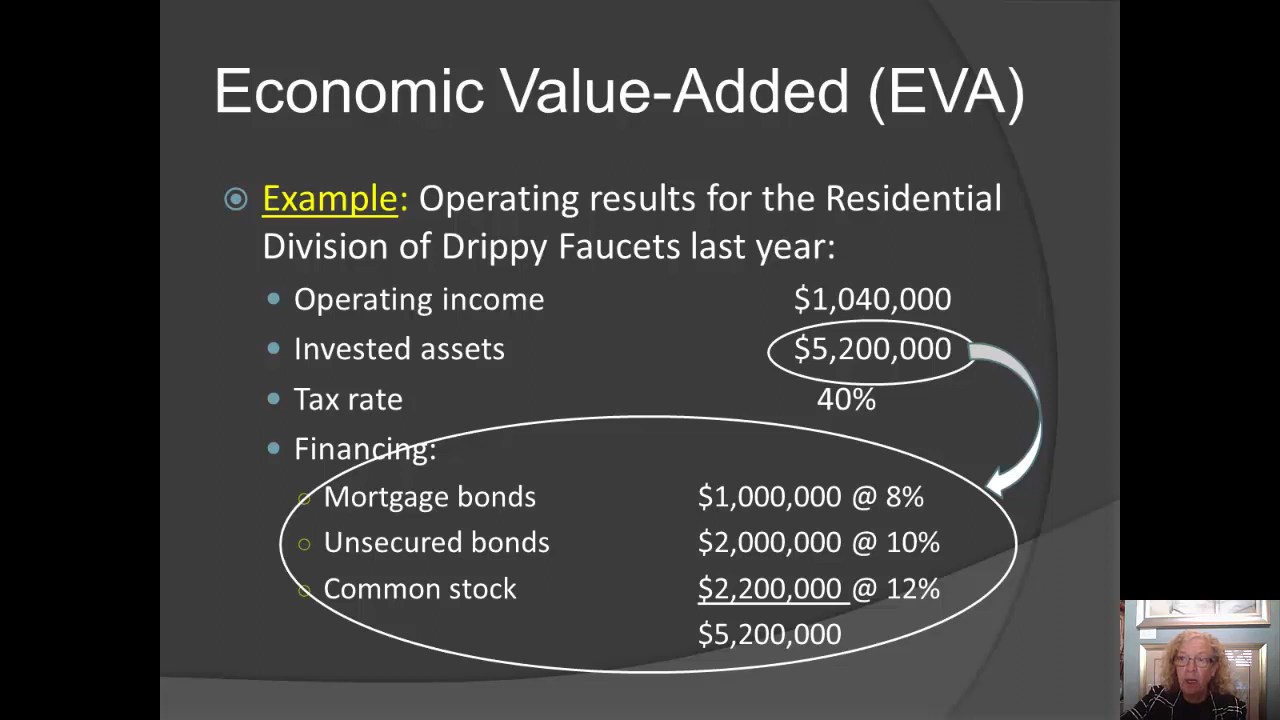 Economic Value-Added (EVA)
Example: Operating results for the Residential
Division of Drippy Faucets last year:
Operating income $1,040,000
Invested assets $5,200,000
Tax rate 40%
Financing:
Mortgage bonds $1,000,000 @ 8%
Unsecured bonds $2,000,000 @ 10%
Common stock $2,200,000 @ 12%
$5,200,000